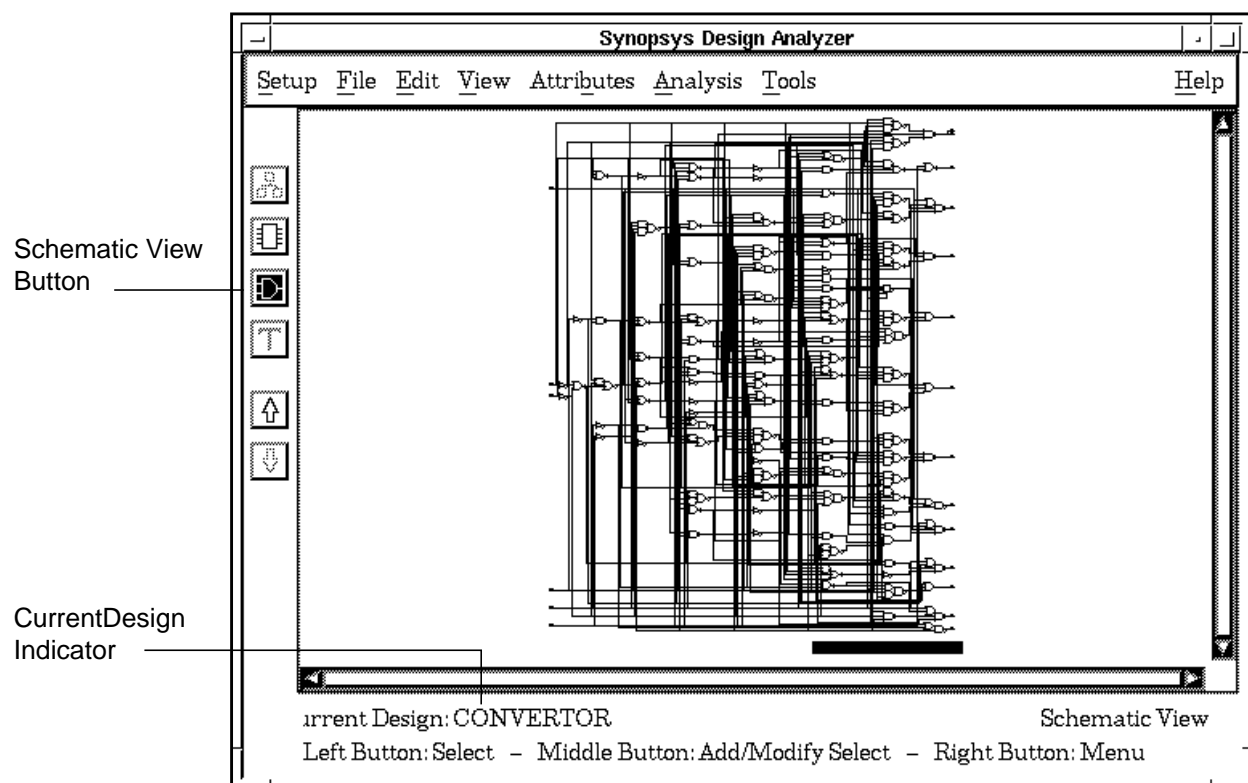 Synopsys Design Analyzer
Setup File Edit View Attributes Analysis Tools Help
Schematic View
Button
CurrentDesign
Indicator
urrent Design: CONVERTOR Schematic View
Left Button: Select – Middle Button: Add/Modify Select – Right Button: Menu